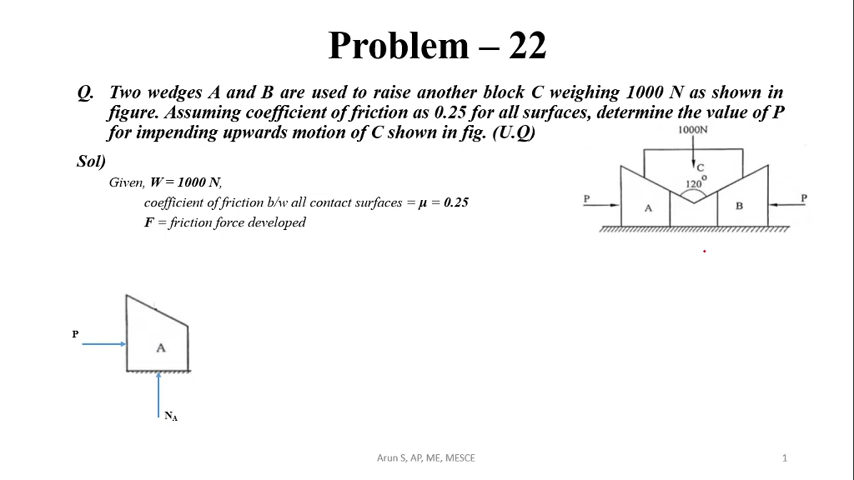 Problem – 22
Q. Two wedges A and B are used to raise another block C weighing 1000 N as shown in
figure. Assuming coefficient of friction as 0.25 for all surfaces, determine the value of P
for impending upwards motion of C shown in fig. (U.Q)
1000N
C
120°
P
A
B
P
Sol)
Given, W = 1000 N,
coefficient of friction b/w all contact surfaces = μ = 0.25
F = friction force developed
P
A
NA
Arun S, AP, ME, MESCE
1